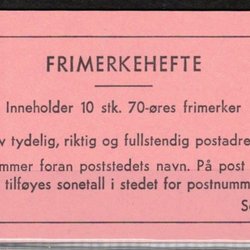 FRIMERKEHEFTE
Inneholder 10 stk. 70-øres frimerker
v tydelig, riktig og fullstendig postadre
mmer foran poststedets navn. På post
tilføyes sonetall i stedet for postnumm
S